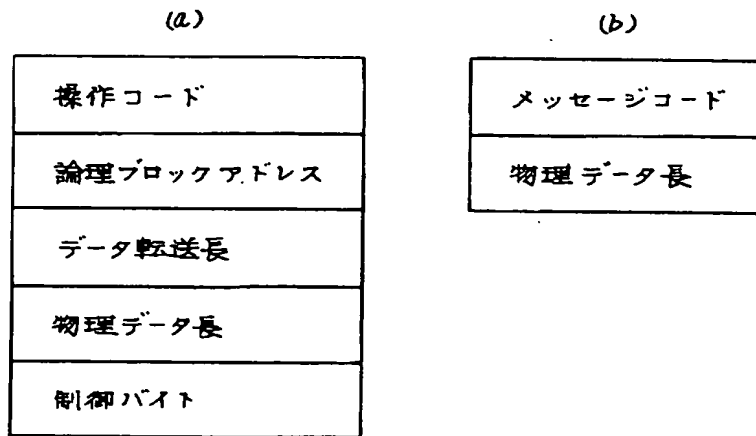 (a)
操作コード
論理ブロックアドレス
データ転送長
物理データ長
制御バイト
(b)
メッセージコード
物理データ長